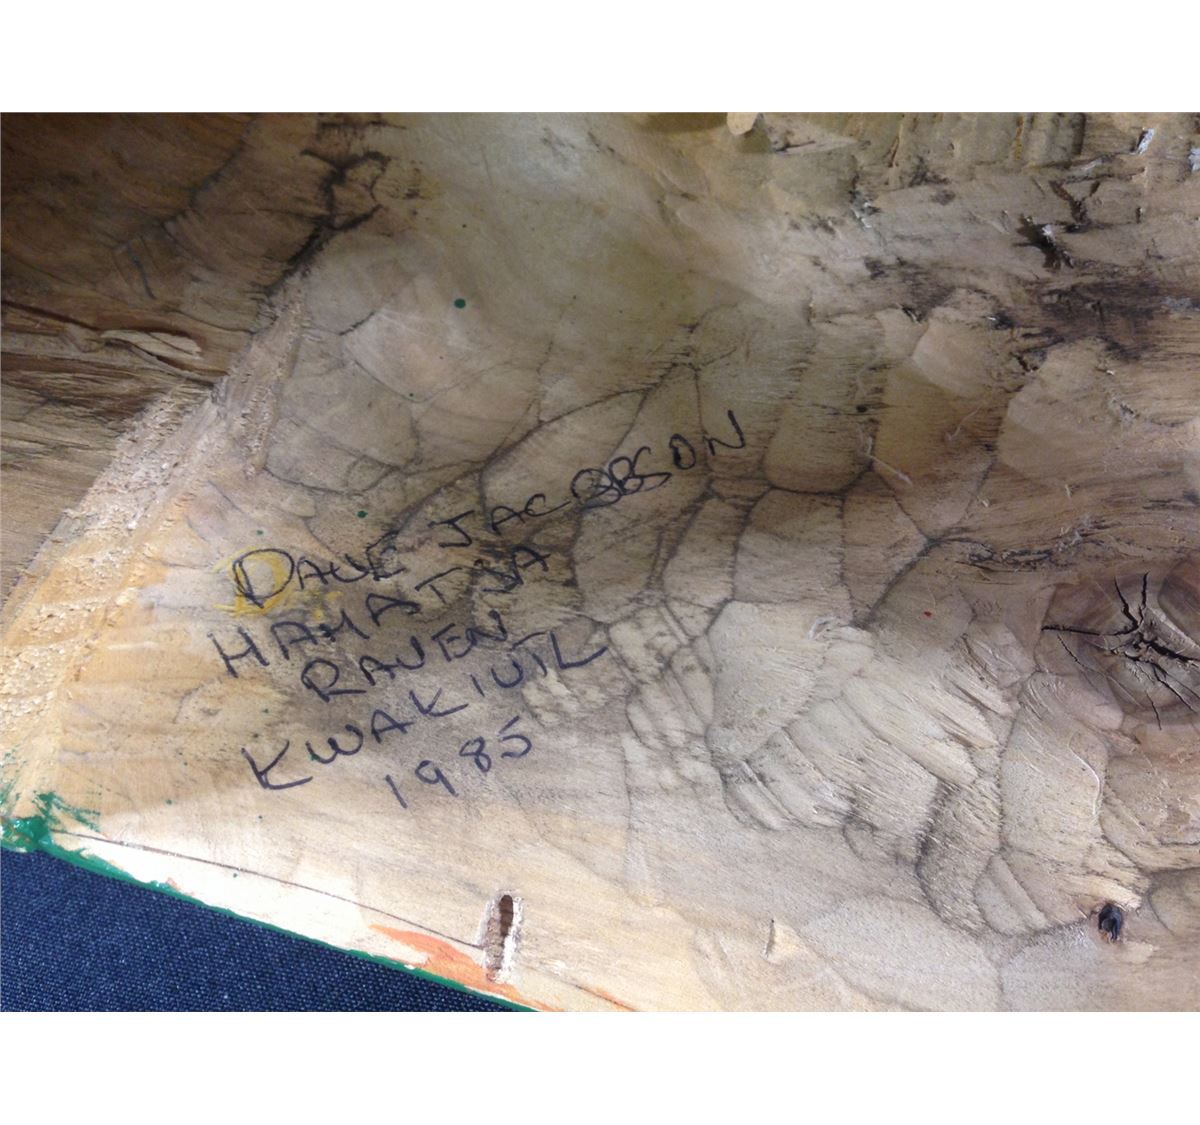 DAVE JACOBSON
HAMATSA
RAVEN
KWAKIUTL
1985